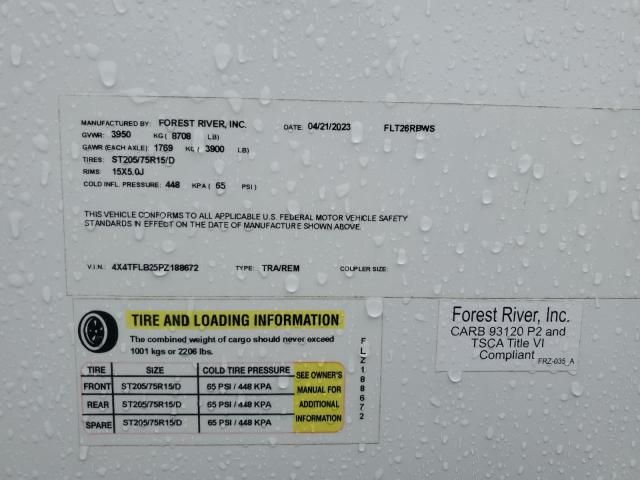 MANUFACTURED BY: FOREST RIVER, INC. DATE: 04/21/2023 FLT26RBWS
GVWR: 3950 KG ( 8708 LB)
GAWR (EACH AXLE): 1769 KG ( 3900 LB)
TIRES: ST205/75R15/D
RIMS: 15X5.0J
COLD INFL. PRESSURE: 448 KPA ( 65 PSI )
THIS VEHICLE CONFORMS TO ALL APPLICABLE U.S. FEDERAL MOTOR VEHICLE SAFETY
STANDARDS IN EFFECT ON THE DATE OF MANUFACTURE SHOWN ABOVE.
V.I.N.: 4X4TFLB25PZ188672 TYPE: TRA/REM COUPLER SIZE:
TIRE AND LOADING INFORMATION
The combined weight of cargo should never exceed
1001 kgs or 2206 lbs.
TIRE SIZE COLD TIRE PRESSURE
FRONT ST205/75R15/D 65 PSI / 448 KPA
REAR ST205/75R15/D 65 PSI / 448 KPA
SPARE ST205/75R15/D 65 PSI / 448 KPA
SEE OWNER'S
MANUAL FOR
ADDITIONAL
INFORMATION
FLZ188672
Forest River, Inc.
CARB 93120 P2 and
TSCA Title VI
Compliant FRZ-035_A